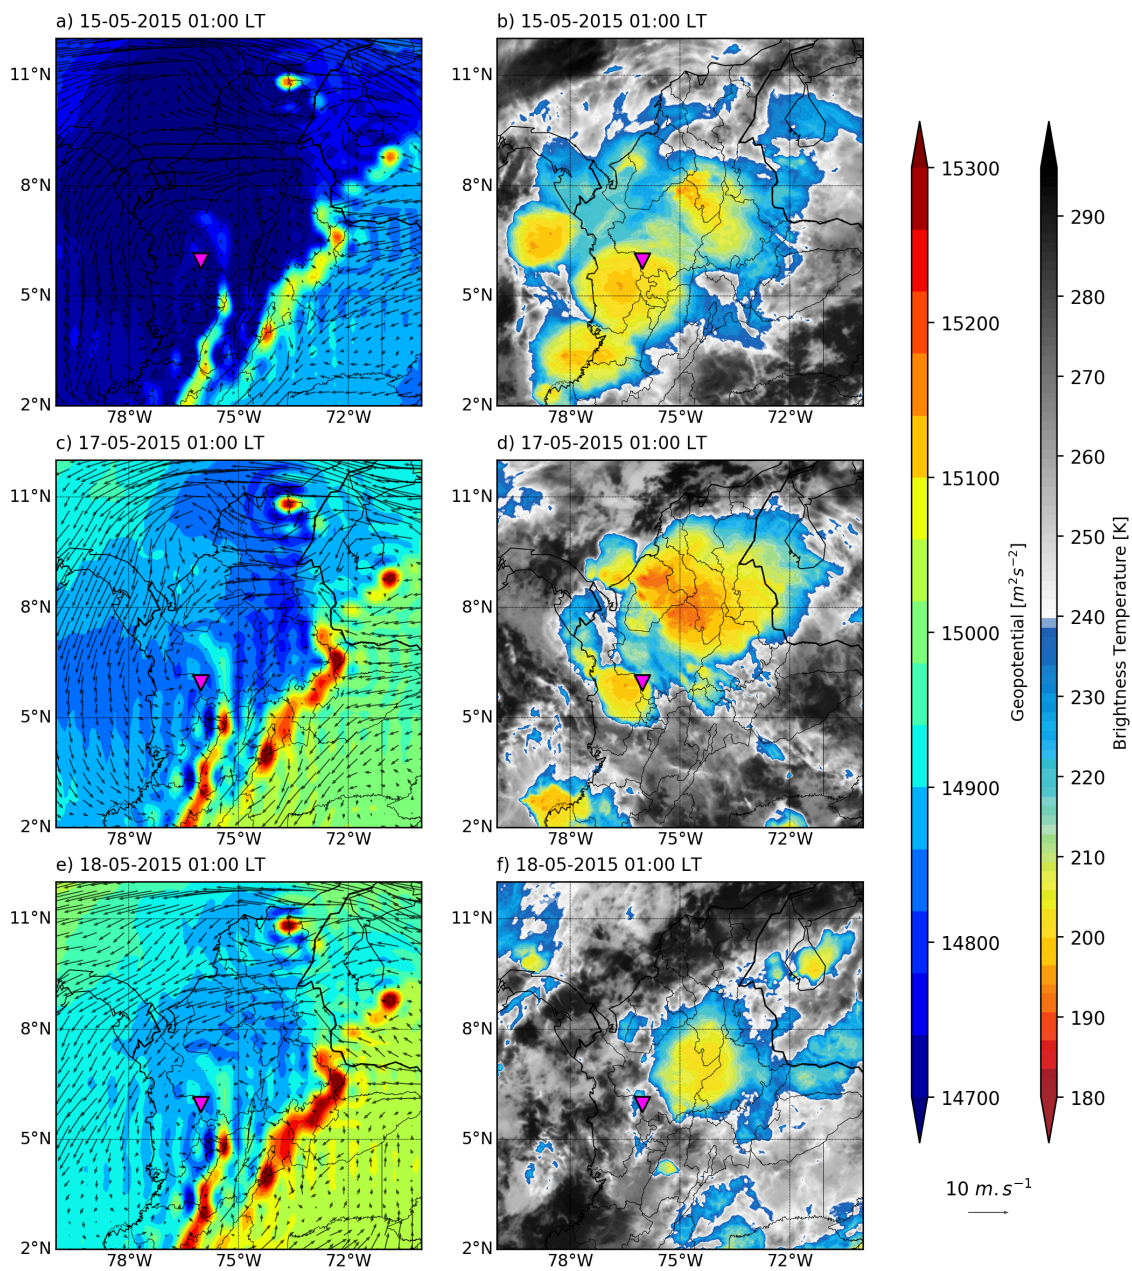 a) 15-05-2015 01:00 LT
b) 15-05-2015 01:00 LT
11°N
8°N
5°N
2°N
78°W 75°W 72°W
11°N
8°N
5°N
2°N
78°W 75°W 72°W
c) 17-05-2015 01:00 LT
d) 17-05-2015 01:00 LT
11°N
8°N
5°N
2°N
78°W 75°W 72°W
11°N
8°N
5°N
2°N
78°W 75°W 72°W
e) 18-05-2015 01:00 LT
f) 18-05-2015 01:00 LT
11°N
8°N
5°N
2°N
78°W 75°W 72°W
11°N
8°N
5°N
2°N
78°W 75°W 72°W
15300
15200
15100
15000
14900
14800
14700
Geopotential [m²s⁻²]
290
280
270
260
250
240
230
220
210
200
190
180
Brightness Temperature [K]
10 m.s⁻¹